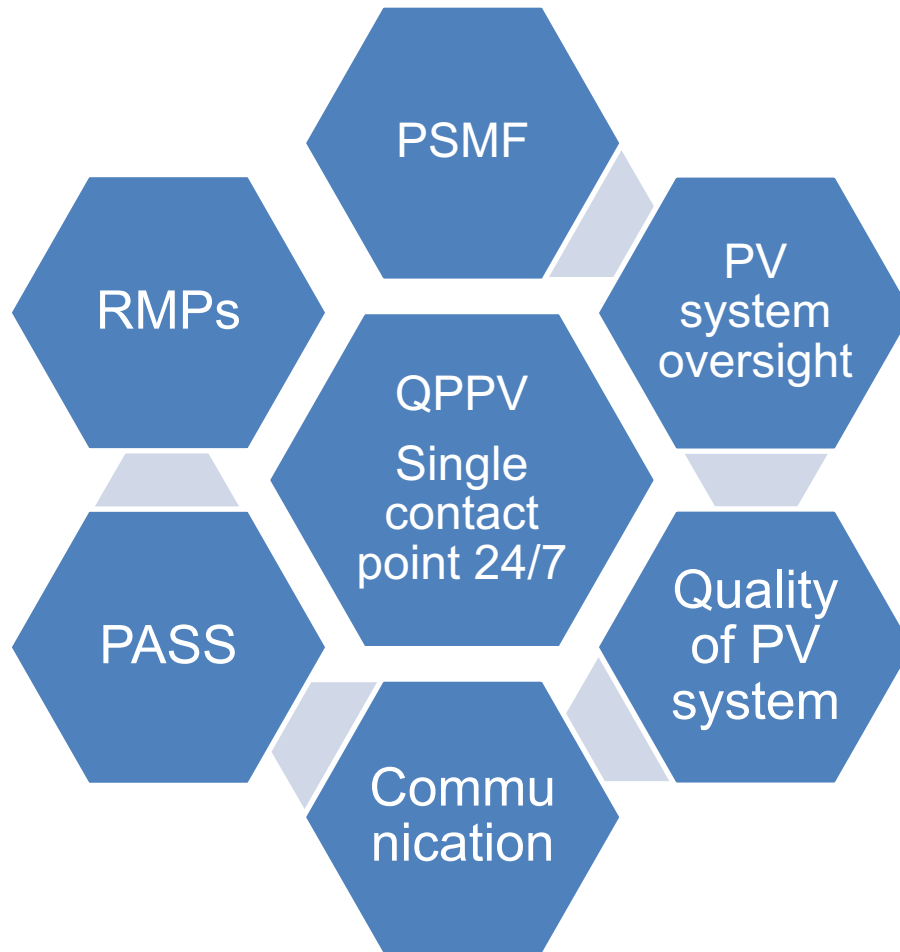 PSMF
PV
system
oversight
Quality
of PV
system
Commu
nication
PASS
RMPs
QPPV
Single
contact
point 24/7